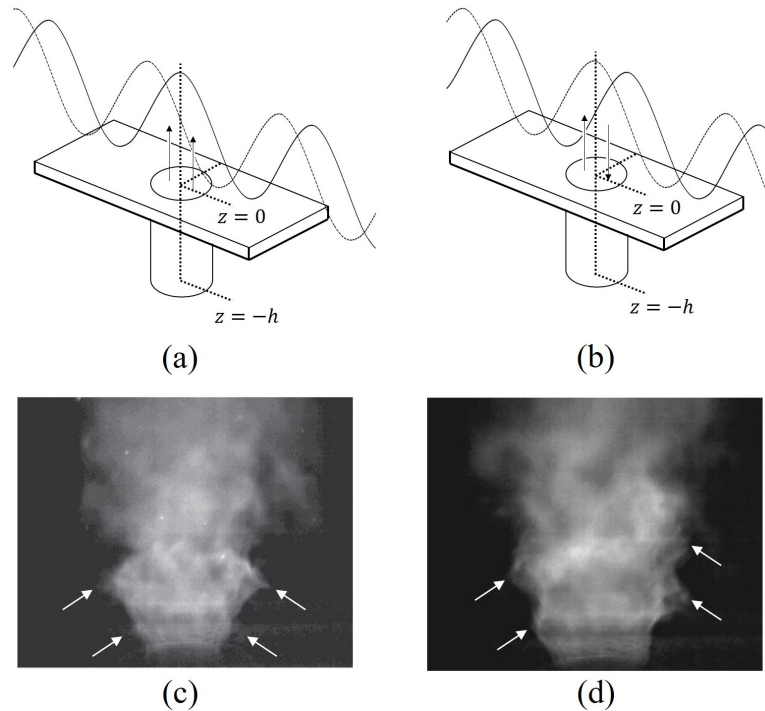 z = 0
z = −h
(a)
z = 0
z = −h
(b)
(c)
(d)